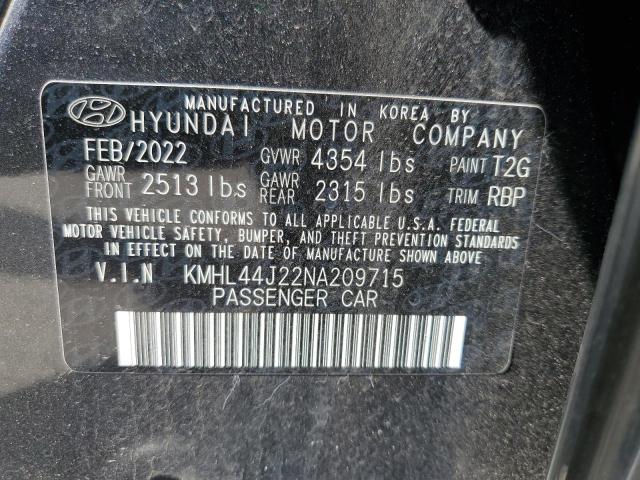 MANUFACTURED IN KOREA BY
HYUNDAI MOTOR COMPANY
FEB/2022 GVWR 4354 lbs PAINT T2G
GAWR FRONT 2513 lbs GAWR REAR 2315 lbs TRIM RBP
THIS VEHICLE CONFORMS TO ALL APPLICABLE U.S.A. FEDERAL
MOTOR VEHICLE SAFETY, BUMPER, AND THEFT PREVENTION STANDARDS
IN EFFECT ON THE DATE OF MANUFACTURE SHOWN ABOVE
V.I.N KMHL44J22NA209715
PASSENGER CAR